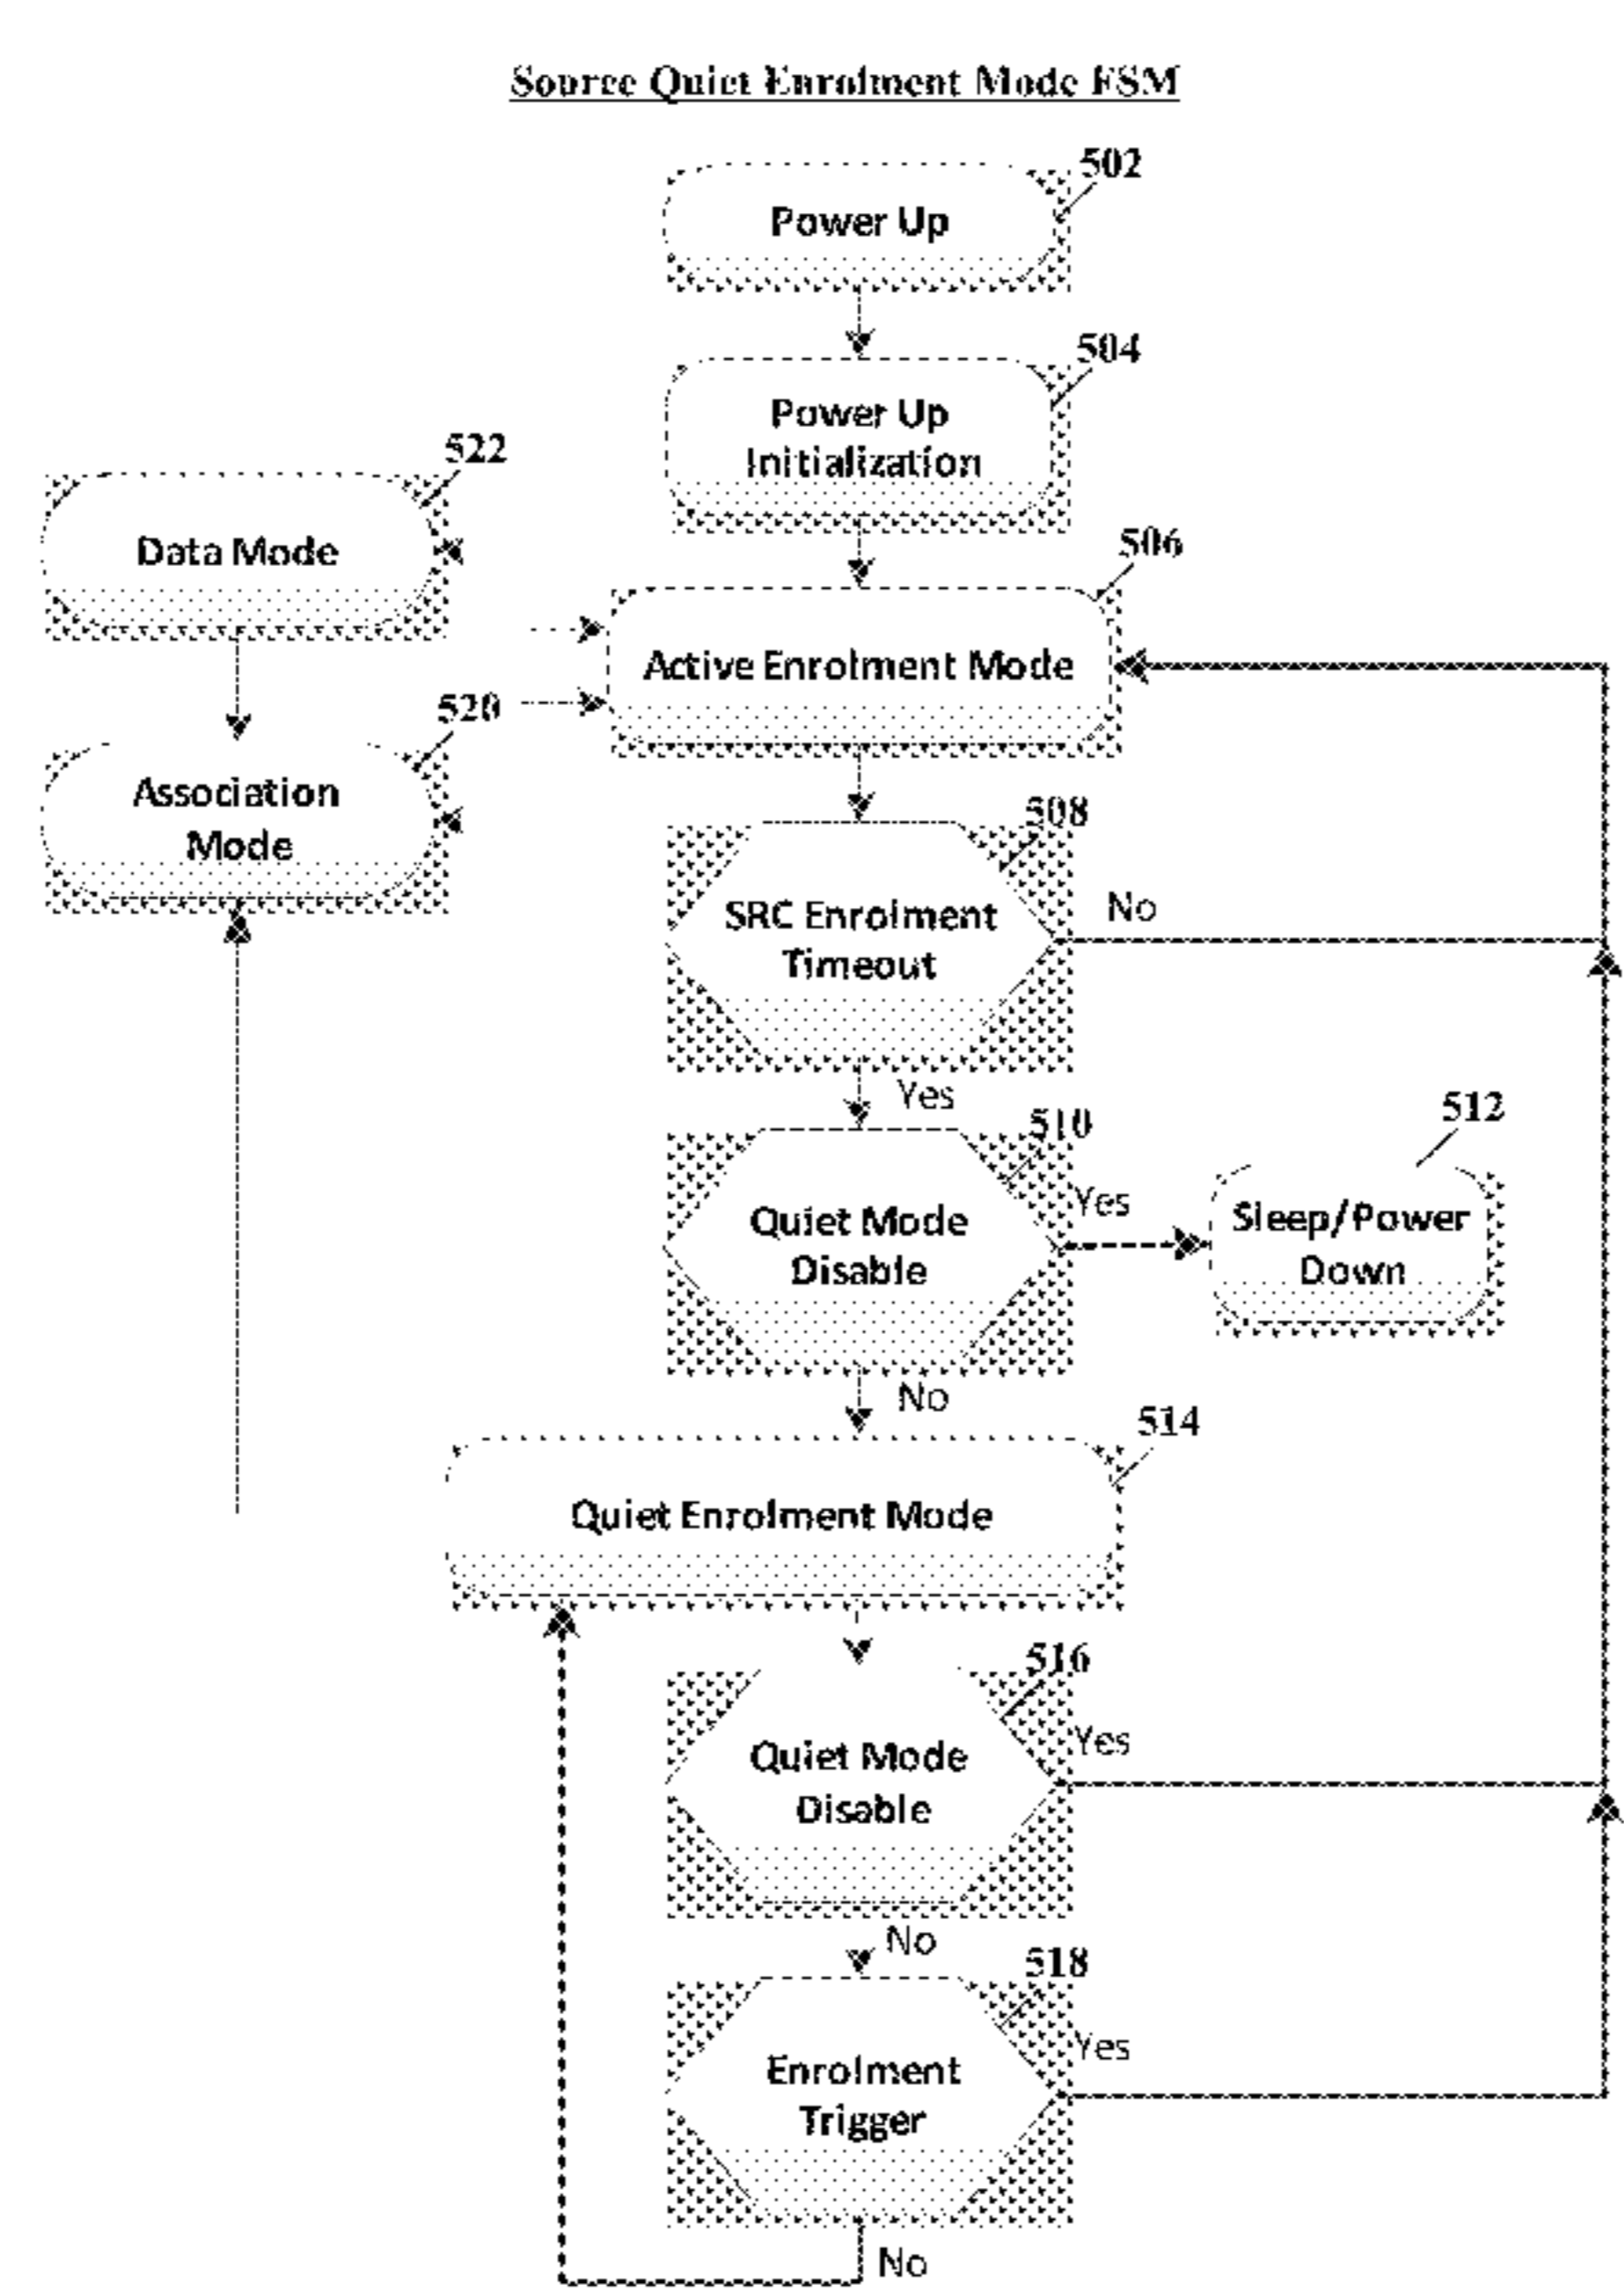 Source Quiet Enrolment Mode FSM
502
Power Up
504
Power Up
Initialization
522
Data Mode
506
Active Enrolment Mode
520
Association
Mode
508
SRC Enrolment
Timeout
No
Yes
510
Quiet Mode
Disable
Yes
512
Sleep/Power
Down
No
514
Quiet Enrolment Mode
516
Quiet Mode
Disable
Yes
No
518
Enrolment
Trigger
Yes
No